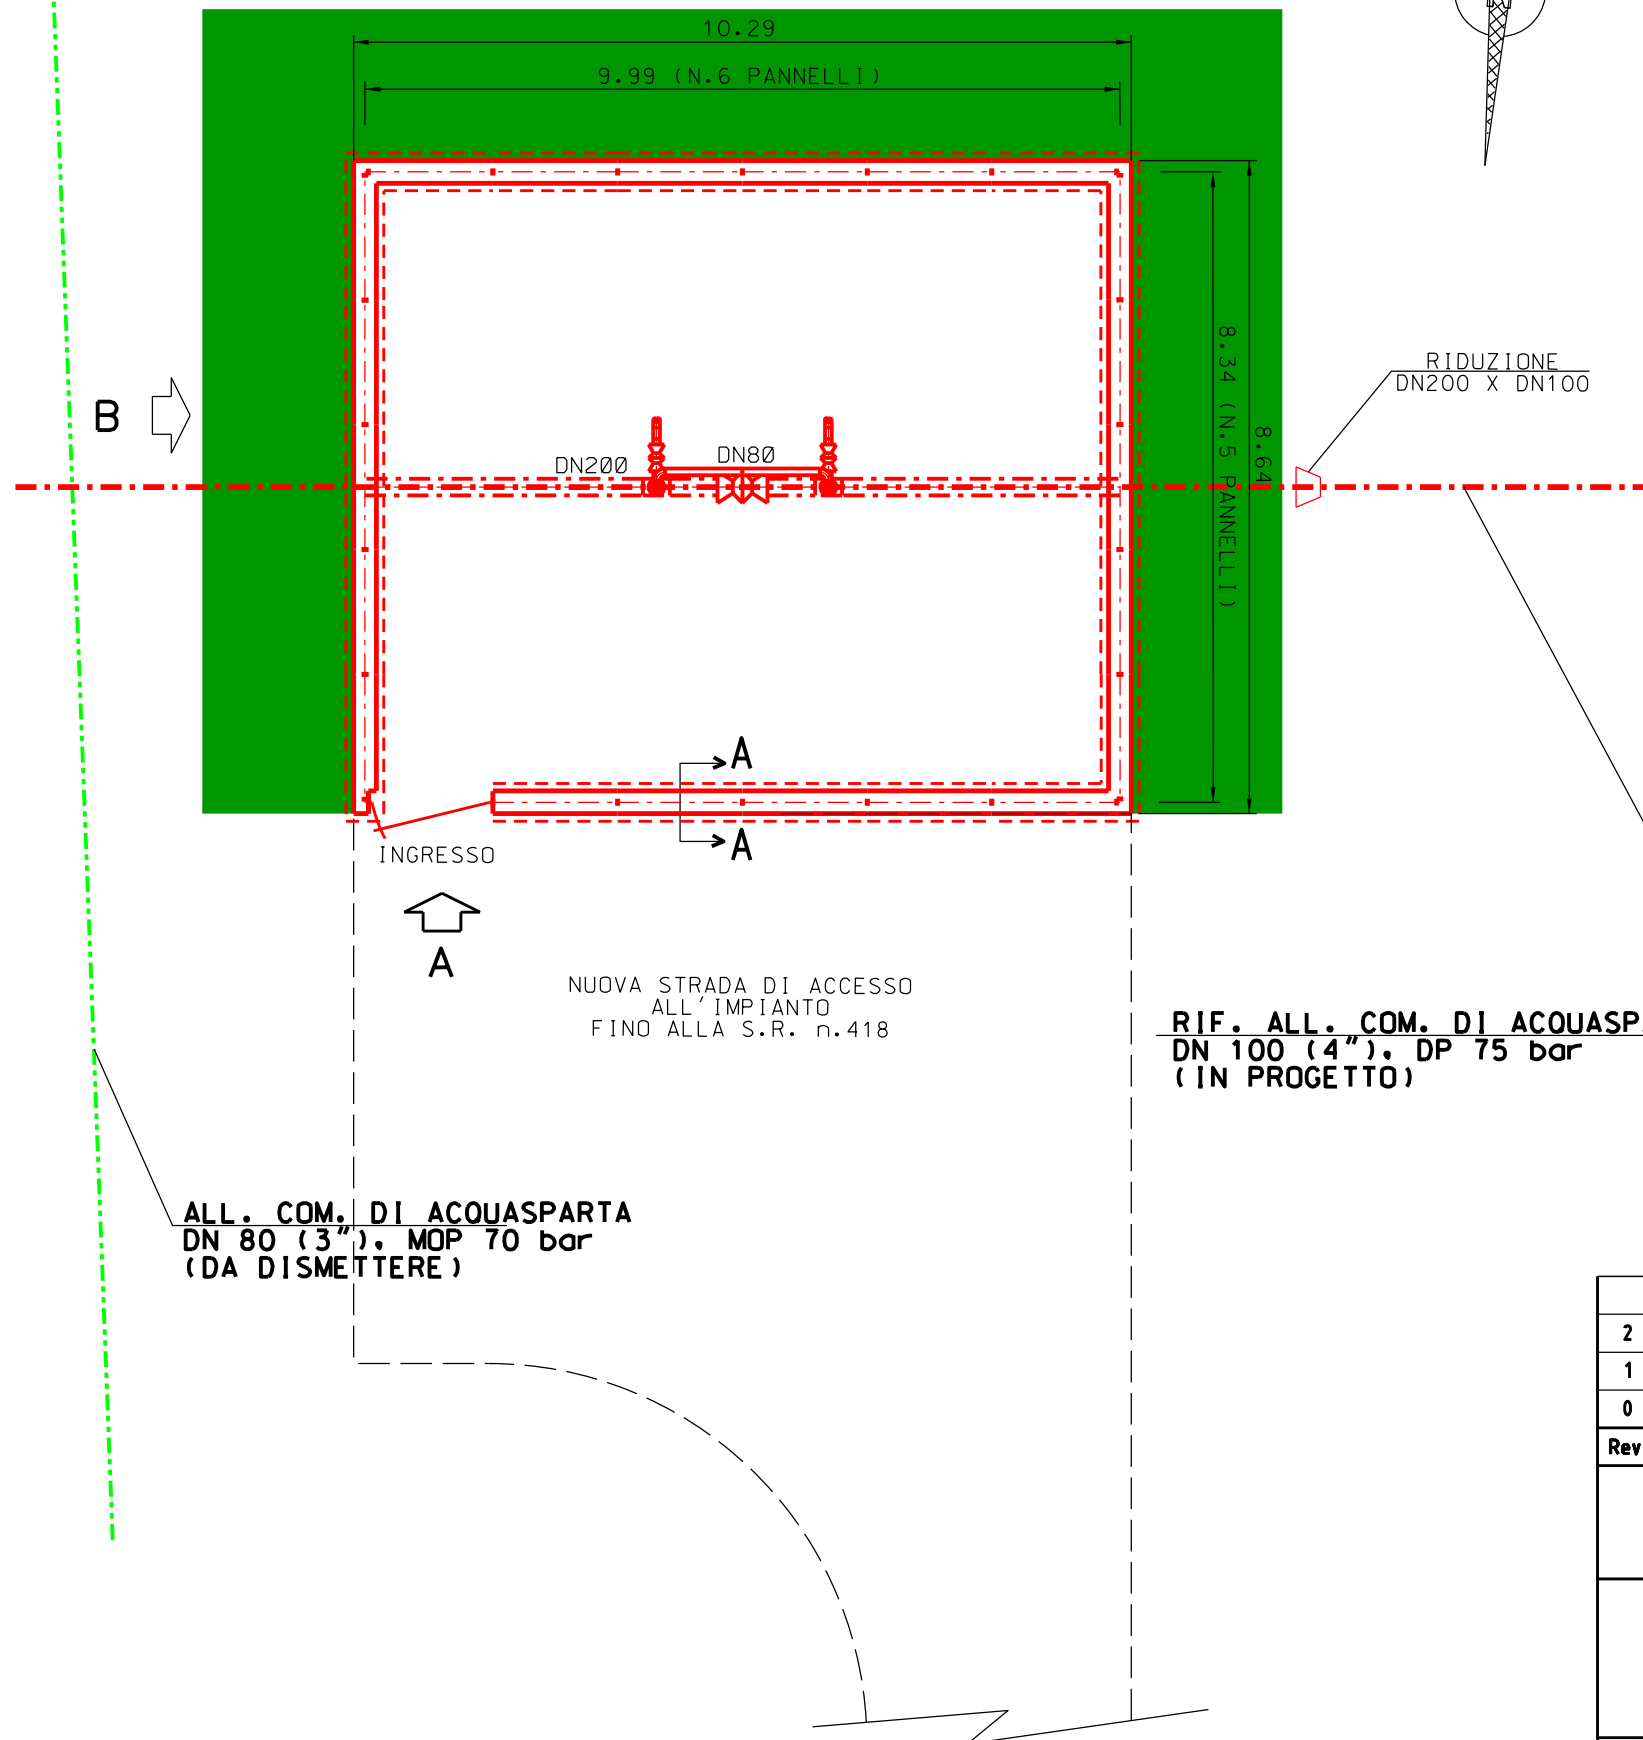 10.29
9.99 (N.6 PANNELLI)
8.34 (N.5 PANNELLI)
8.64
RIDUZIONE
DN200 X DN100
B
DN200
DN80
A
A
INGRESSO
A
NUOVA STRADA DI ACCESSO
ALL'IMPIANTO
FINO ALLA S.R. n.418
RIF. ALL. COM. DI ACQUASP
DN 100 (4"), DP 75 bar
(IN PROGETTO)
ALL. COM. DI ACQUASPARTA
DN 80 (3"), MOP 70 bar
(DA DISMETTERE)
2
1
0
Rev